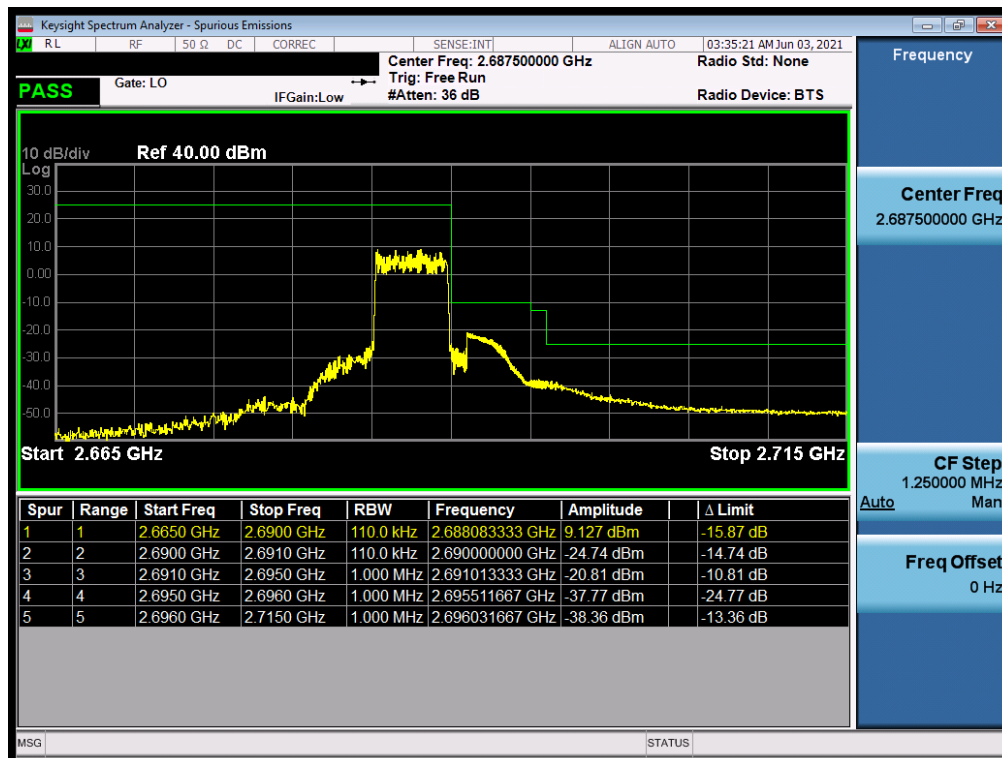 Keysight Spectrum Analyzer - Spurious Emissions
LXI RL RF 50 Ω DC CORREC SENSE:INT ALIGN AUTO 03:35:21 AM Jun 03, 2021
Center Freq: 2.687500000 GHz Radio Std: None
PASS Gate: LO Trig: Free Run
IFGain:Low #Atten: 36 dB Radio Device: BTS
10 dB/div Ref 40.00 dBm
Log
30.0
20.0
10.0
0.00
-10.0
-20.0
-30.0
-40.0
-50.0
Start 2.665 GHz Stop 2.715 GHz
Spur Range Start Freq Stop Freq RBW Frequency Amplitude Δ Limit
1 1 2.6650 GHz 2.6900 GHz 110.0 kHz 2.688083333 GHz 9.127 dBm -15.87 dB
2 2 2.6900 GHz 2.6910 GHz 110.0 kHz 2.690000000 GHz -24.74 dBm -14.74 dB
3 3 2.6910 GHz 2.6950 GHz 1.000 MHz 2.691013333 GHz -20.81 dBm -10.81 dB
4 4 2.6950 GHz 2.6960 GHz 1.000 MHz 2.695511667 GHz -37.77 dBm -24.77 dB
5 5 2.6960 GHz 2.7150 GHz 1.000 MHz 2.696031667 GHz -38.36 dBm -13.36 dB
MSG STATUS
Frequency
Center Freq
2.687500000 GHz
CF Step
1.250000 MHz
Auto Man
Freq Offset
0 Hz